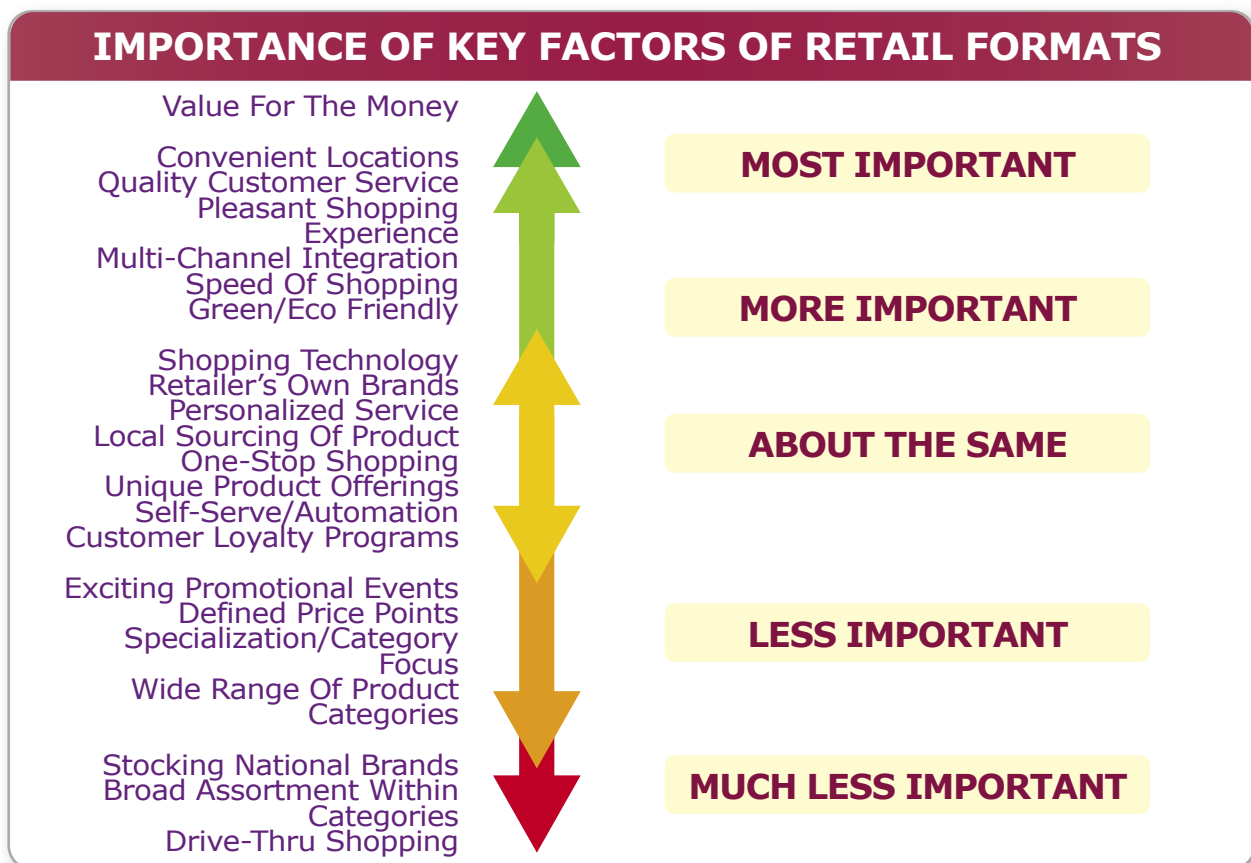 IMPORTANCE OF KEY FACTORS OF RETAIL FORMATS
Value For The Money
Convenient Locations
Quality Customer Service
Pleasant Shopping
Experience
Multi-Channel Integration
Speed Of Shopping
Green/Eco Friendly
Shopping Technology
Retailer’s Own Brands
Personalized Service
Local Sourcing Of Product
One-Stop Shopping
Unique Product Offerings
Self-Serve/Automation
Customer Loyalty Programs
Exciting Promotional Events
Defined Price Points
Specialization/Category
Focus
Wide Range Of Product
Categories
Stocking National Brands
Broad Assortment Within
Categories
Drive-Thru Shopping
MOST IMPORTANT
MORE IMPORTANT
ABOUT THE SAME
LESS IMPORTANT
MUCH LESS IMPORTANT